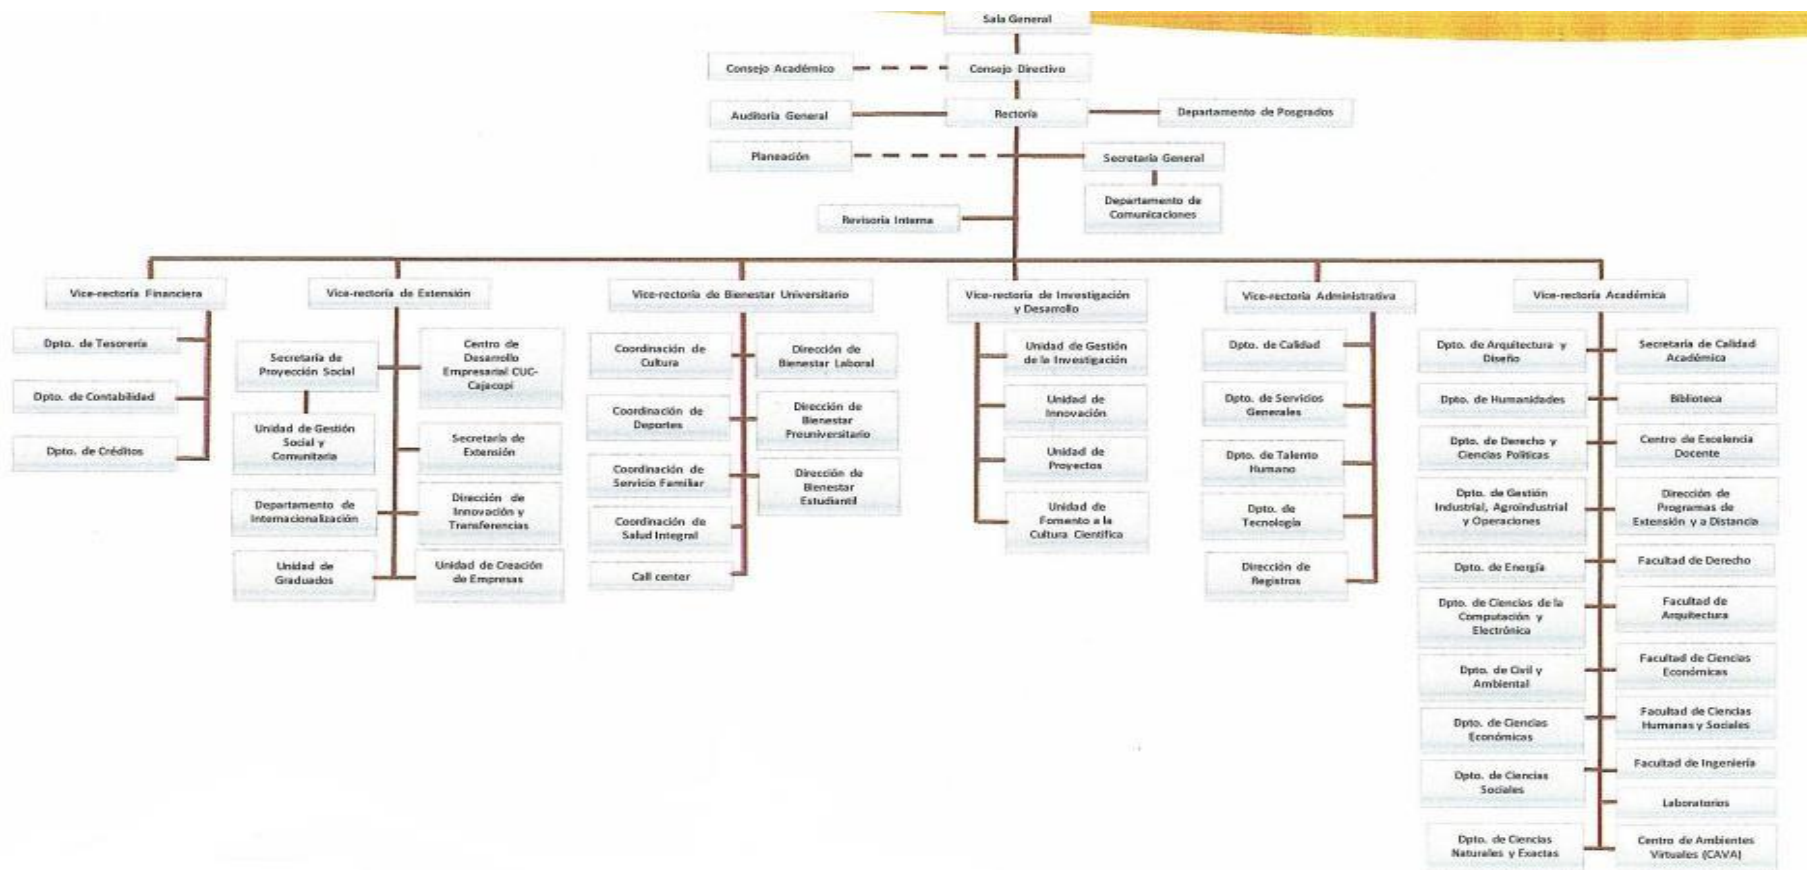 Sala General
Consejo Académico
Consejo Directivo
Auditoria General
Rectoría
Departamento de Posgrados
Planeación
Secretaría General
Departamento de
Comunicaciones
Revisoría Interna
Vice-rectoría Financiera
Dpto. de Tesorería
Dpto. de Contabilidad
Dpto. de Créditos
Vice-rectoría de Extensión
Secretaría de
Proyección Social
Unidad de Gestión
Social y
Comunitaria
Departamento de
Internacionalización
Unidad de
Graduados
Centro de
Desarrollo
Empresarial CUC-
Cajacopi
Secretaría de
Extensión
Dirección de
Innovación y
Transferencias
Unidad de Creación
de Empresas
Vice-rectoría de Bienestar Universitario
Coordinación de
Cultura
Coordinación de
Deportes
Coordinación de
Servicio Familiar
Coordinación de
Salud Integral
Call center
Dirección de
Bienestar Laboral
Dirección de
Bienestar
Preuniversitario
Dirección de
Bienestar
Estudiantil
Vice-rectoría de Investigación
y Desarrollo
Unidad de Gestión
de la Investigación
Unidad de
Innovación
Unidad de
Proyectos
Unidad de
Fomento a la
Cultura Científica
Vice-rectoría Administrativa
Dpto. de Calidad
Dpto. de Servicios
Generales
Dpto. de Talento
Humano
Dpto. de
Tecnología
Dirección de
Registros
Vice-rectoría Académica
Dpto. de Arquitectura y
Diseño
Dpto. de Humanidades
Dpto. de Derecho y
Ciencias Políticas
Dpto. de Gestión
Industrial, Agroindustrial
y Operaciones
Dpto. de Energía
Dpto. de Ciencias de la
Computación y
Electrónica
Dpto. de Civil y
Ambiental
Dpto. de Ciencias
Económicas
Dpto. de Ciencias
Sociales
Dpto. de Ciencias
Naturales y Exactas
Secretaría de Calidad
Académica
Biblioteca
Centro de Excelencia
Docente
Dirección de
Programas de
Extensión y a Distancia
Facultad de Derecho
Facultad de
Arquitectura
Facultad de Ciencias
Económicas
Facultad de Ciencias
Humanas y Sociales
Facultad de Ingeniería
Laboratorios
Centro de Ambientes
Virtuales (CAVA)